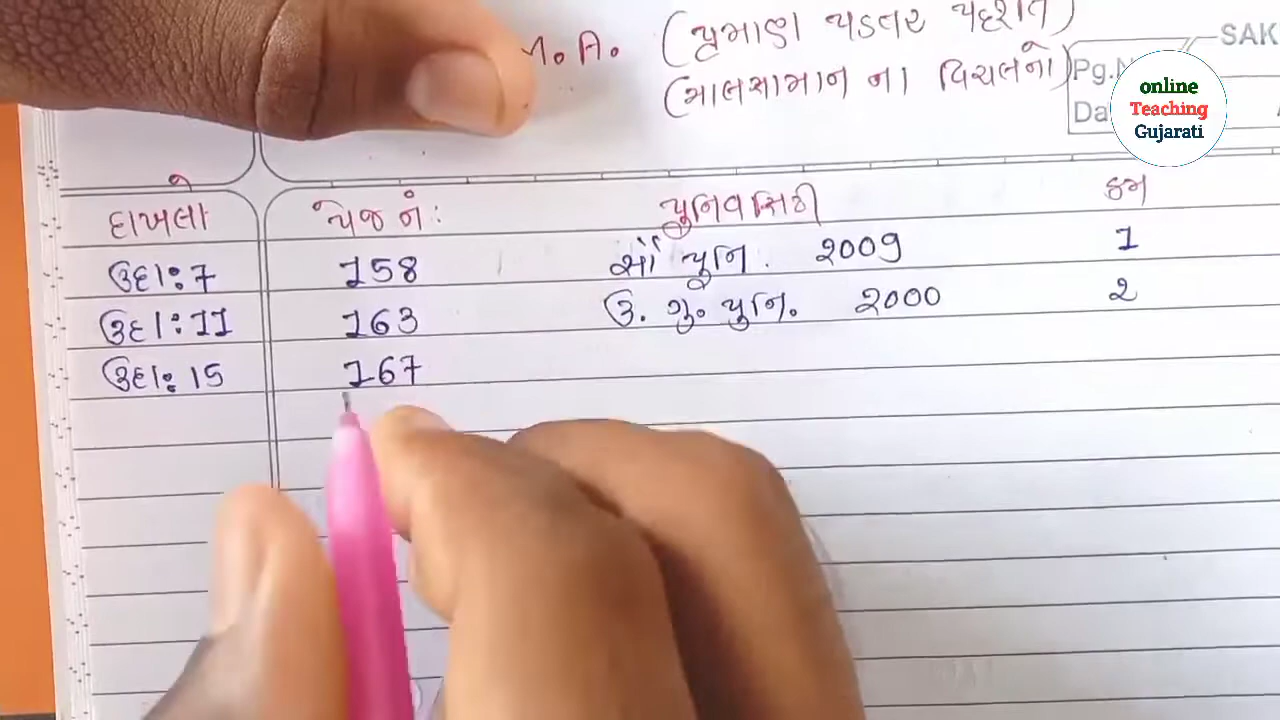 M. A. (પ્રમાણ પડતર પદ્દશત)
(માલસામાન ના વિચલનો)
SAK
Pg.N
Da
online
Teaching
Gujarati
દાખલા પેજ નં: યુનિવર્સિટી ક્રમ
ઉદા:7 158 સૌ યુનિ. 2009 1
ઉદા:11 163 ઉ. ગુ. યુનિ. 2000 2
ઉદા:15 167